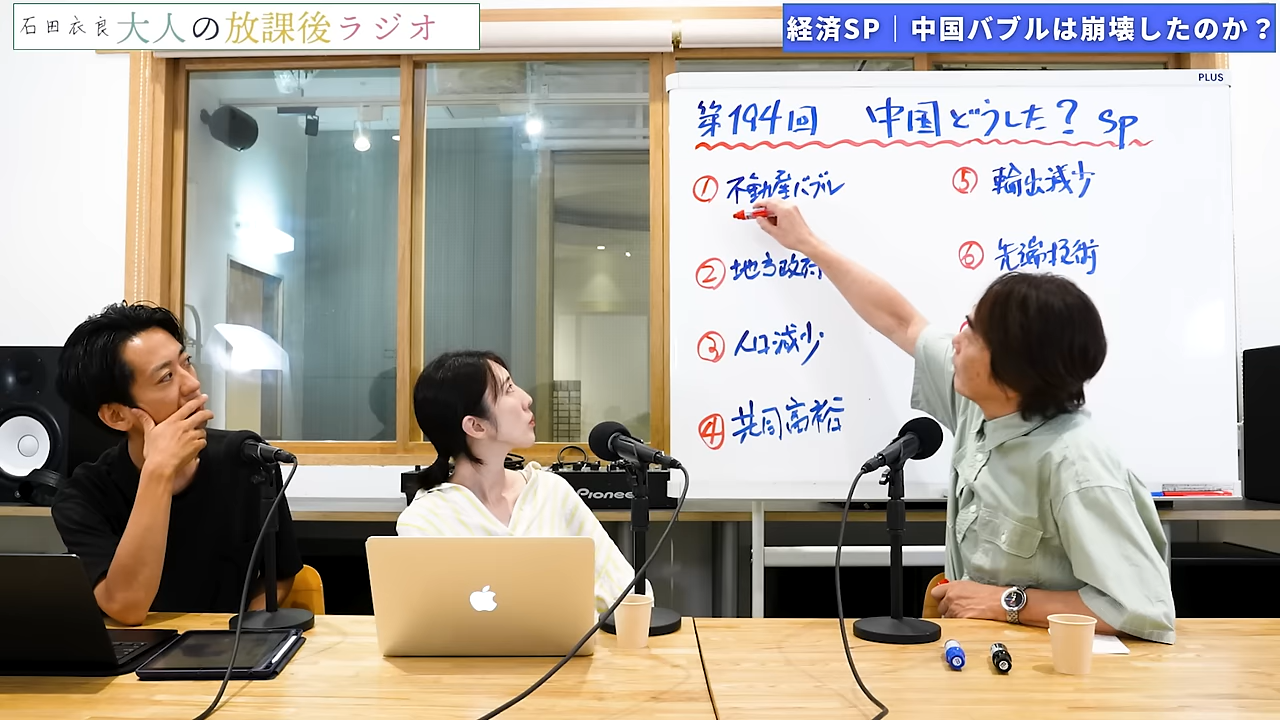 石田衣良 大人の放課後ラジオ
経済SP｜中国バブルは崩壊したのか？
PLUS
第194回 中国どうした? SP
① 不動産バブル
② 地方政府
③ 人口減少
④ 共同富裕
⑤ 輸出減少
⑥ 先端技術
Pioneer